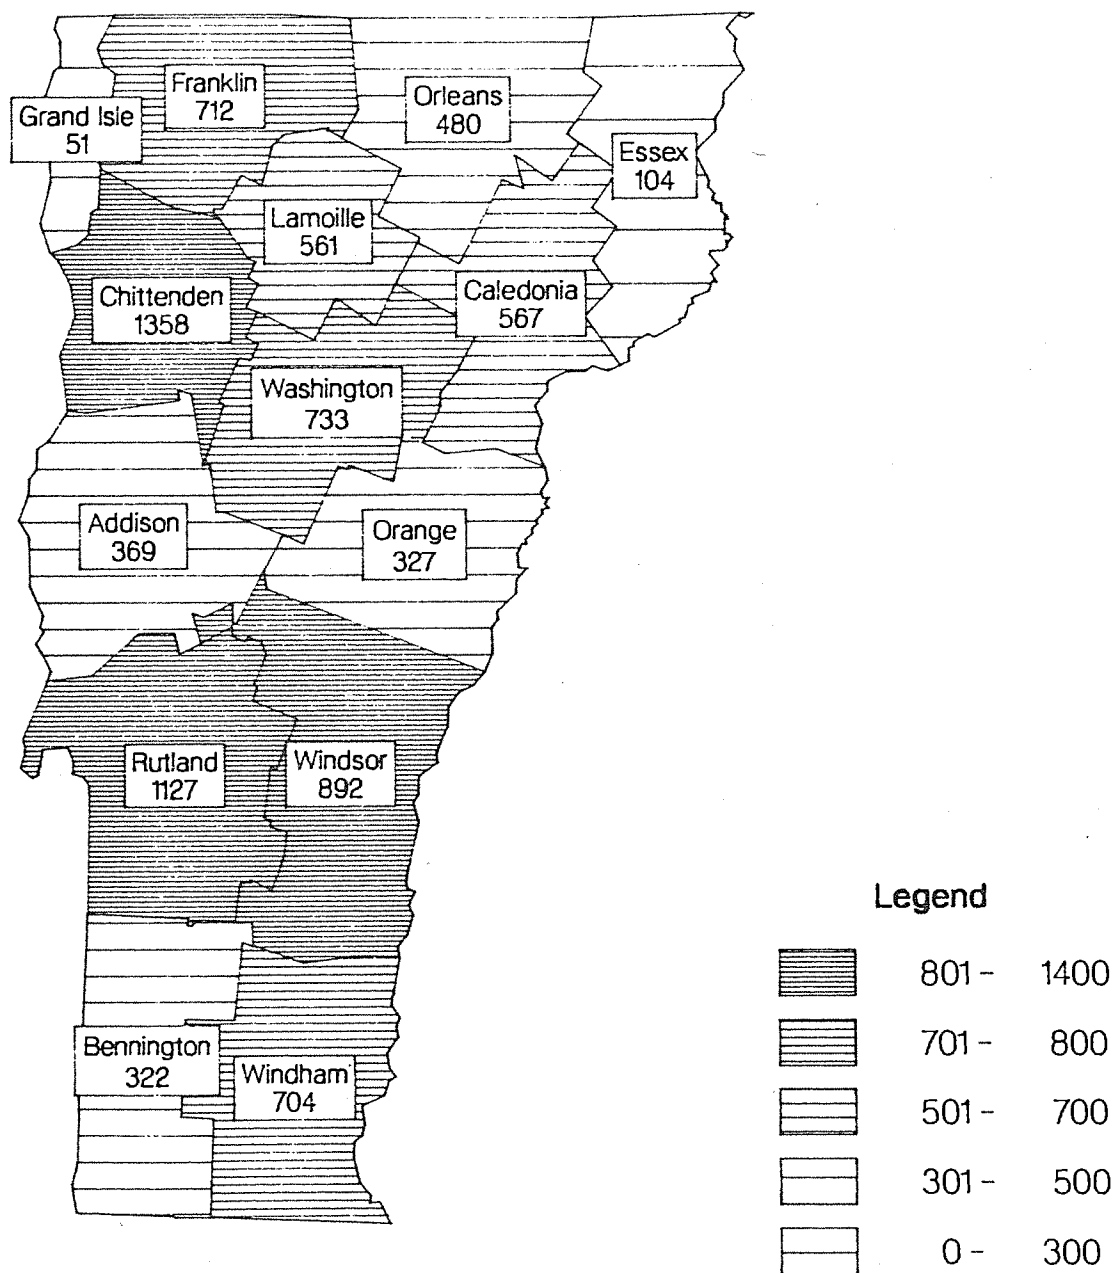 Franklin
712
Orleans
480
Grand Isle
51
Essex
104
Lamoille
561
Chittenden
1358
Caledonia
567
Washington
733
Addison
369
Orange
327
Rutland
1127
Windsor
892
Bennington
322
Windham
704
Legend
801 - 1400
701 - 800
501 - 700
301 - 500
0 - 300